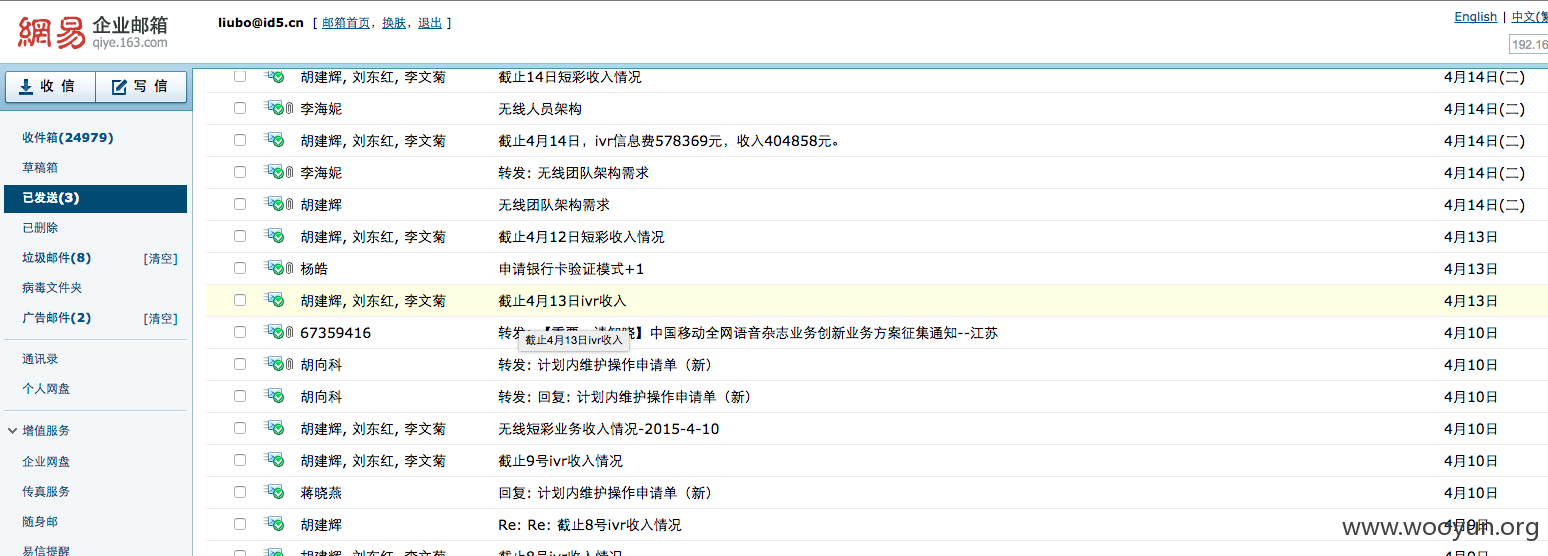 網易 企业邮箱
qiye.163.com
liubo@id5.cn [ 邮箱首页, 换肤, 退出 ]
English | 中文(繁
192.16
收 信 写 信
收件箱(24979)
草稿箱
已发送(3)
已删除
垃圾邮件(8) [清空]
病毒文件夹
广告邮件(2) [清空]
通讯录
个人网盘
增值服务
企业网盘
传真服务
随身邮
易信提醒
胡建辉, 刘东红, 李文菊 截止14日短彩收入情况 4月14日(二)
李海妮 无线人员架构 4月14日(二)
胡建辉, 刘东红, 李文菊 截止4月14日，ivr信息费578369元，收入404858元。 4月14日(二)
李海妮 转发: 无线团队架构需求 4月14日(二)
胡建辉 无线团队架构需求 4月14日(二)
胡建辉, 刘东红, 李文菊 截止4月12日短彩收入情况 4月13日
杨皓 申请银行卡验证模式+1 4月13日
胡建辉, 刘东红, 李文菊 截止4月13日ivr收入 4月13日
67359416 转发: 【重要，请知晓】中国移动全网语音杂志业务创新业务方案征集通知--江苏 4月10日
截止4月13日ivr收入
胡向科 转发: 计划内维护操作申请单（新） 4月10日
胡向科 转发: 回复: 计划内维护操作申请单（新） 4月10日
胡建辉, 刘东红, 李文菊 无线短彩业务收入情况-2015-4-10 4月10日
胡建辉, 刘东红, 李文菊 截止9号ivr收入情况 4月10日
蒋晓燕 回复: 计划内维护操作申请单（新） 4月10日
胡建辉 Re: Re: 截止8号ivr收入情况 4月9日
胡建辉, 刘东红, 李文菊 截止8号ivr收入情况 4月9日
www.wooyun.org